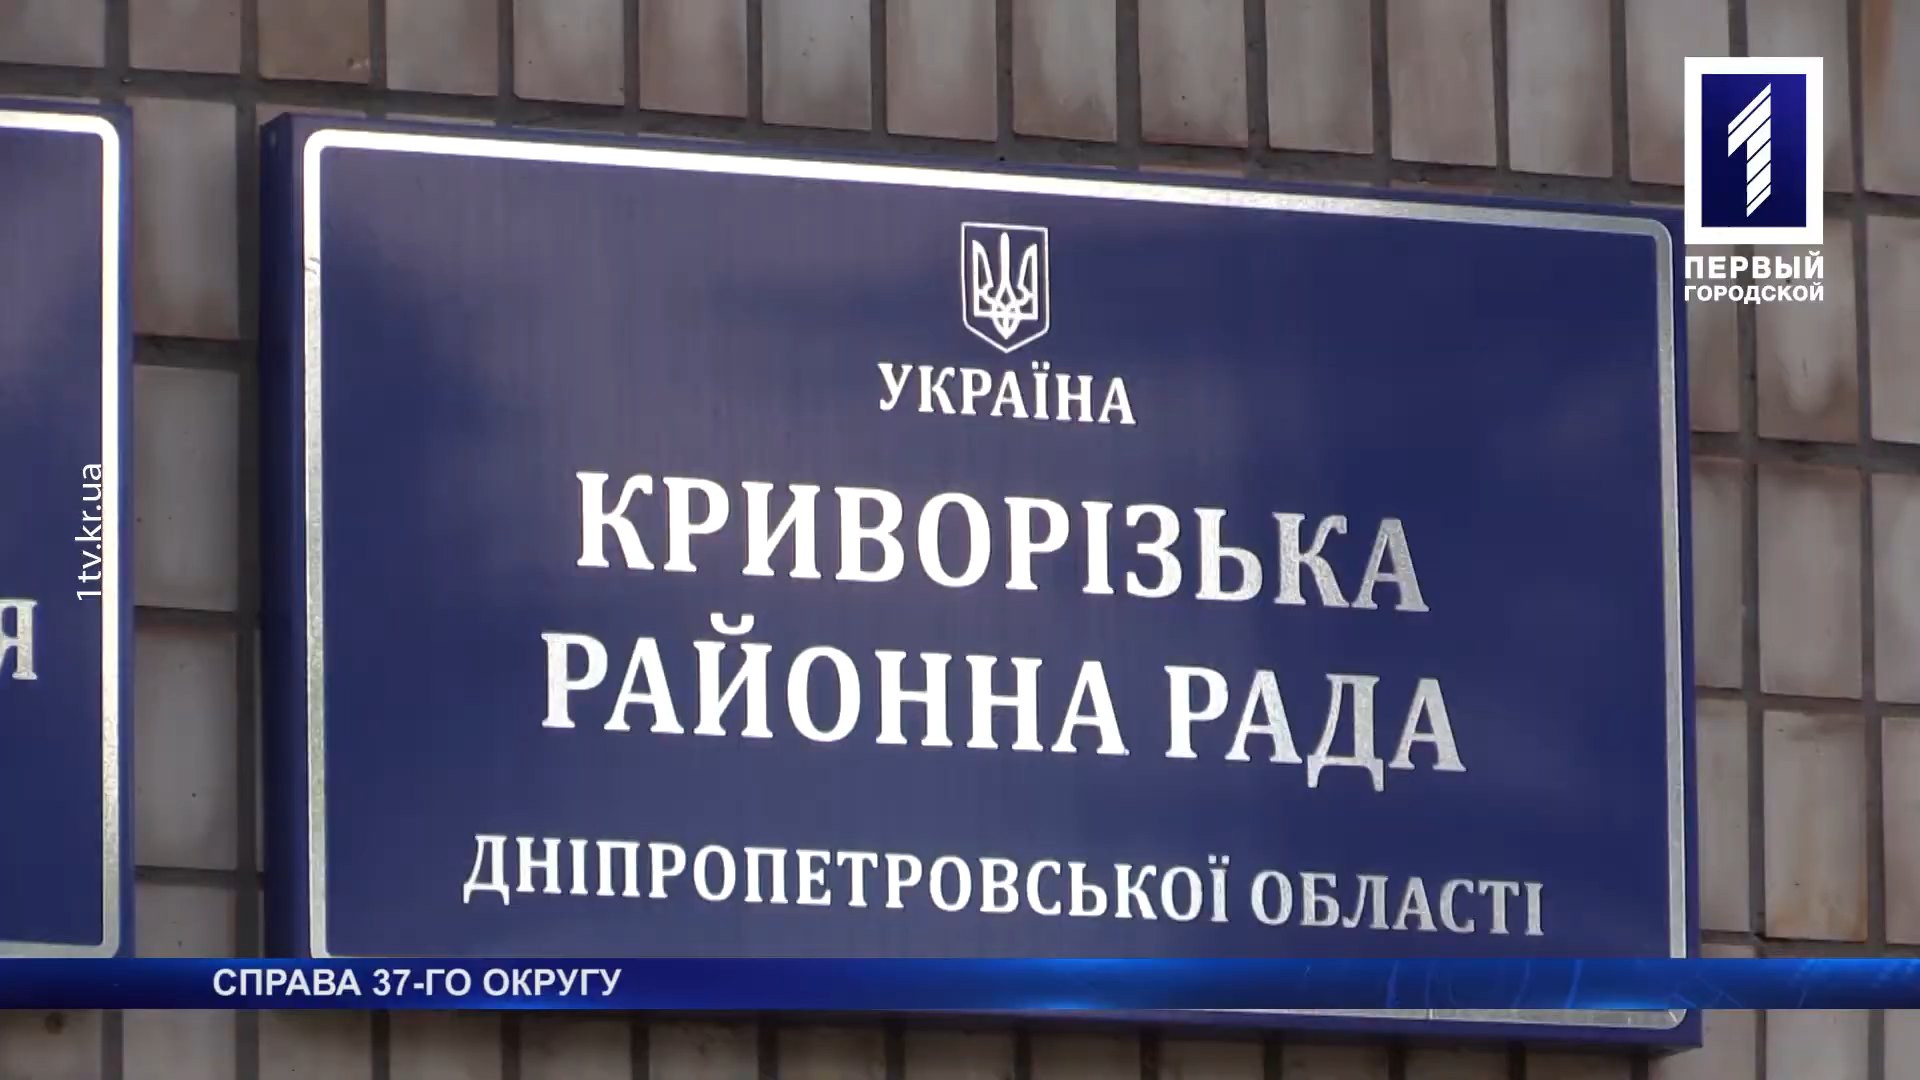 ПЕРВЫЙ
ГОРОДСКОЙ
УКРАЇНА
КРИВОРІЗЬКА
РАЙОННА РАДА
ДНІПРОПЕТРОВСЬКОЇ ОБЛАСТІ
1tv.kr.ua
Я
СПРАВА 37-ГО ОКРУГУ